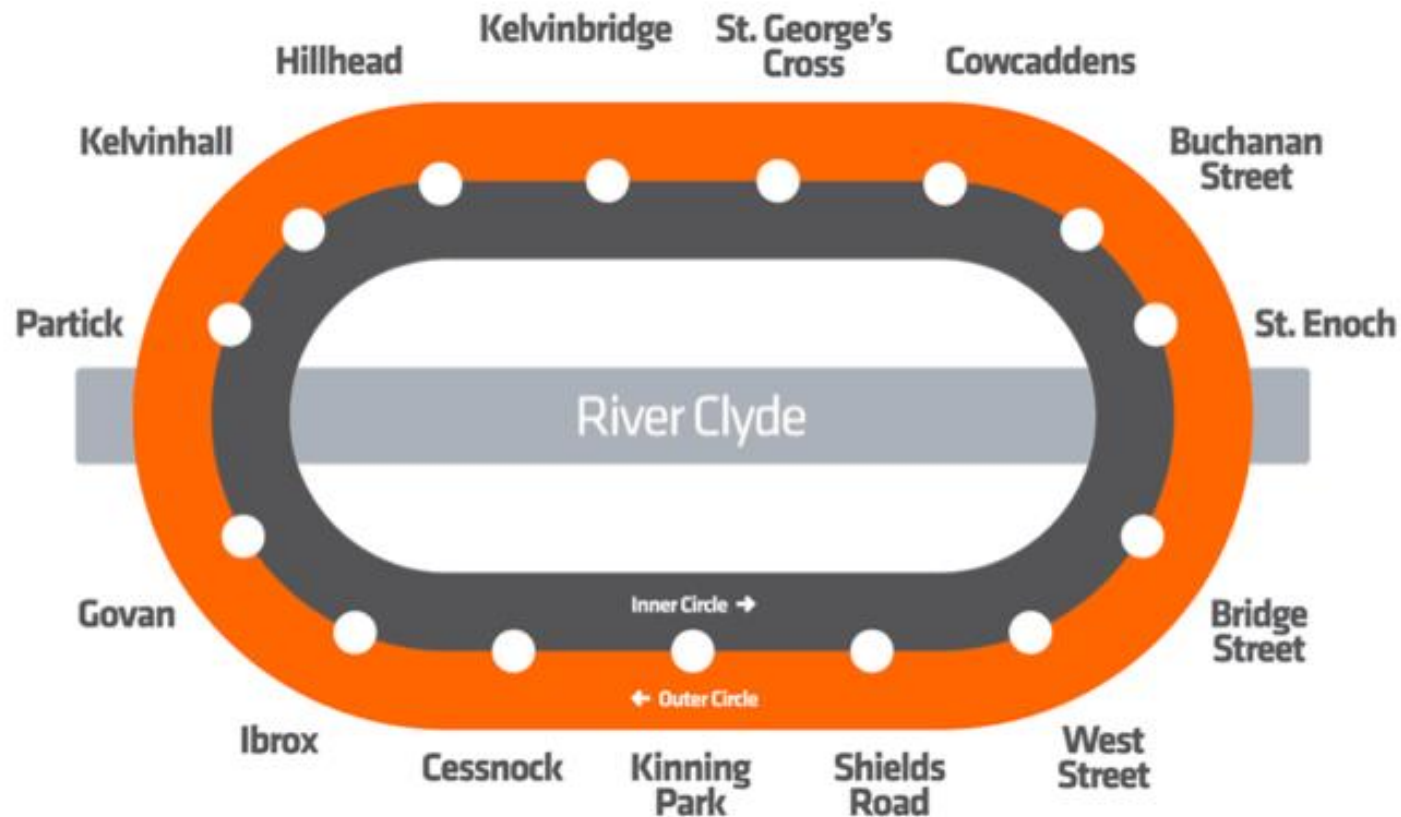 Kelvinbridge
St. George's
Cross
Hillhead
Cowcaddens
Kelvinhall
Buchanan
Street
Partick
St. Enoch
River Clyde
Govan
Inner Circle →
Bridge
Street
← Outer Circle
Ibrox
West
Street
Cessnock
Kinning
Park
Shields
Road